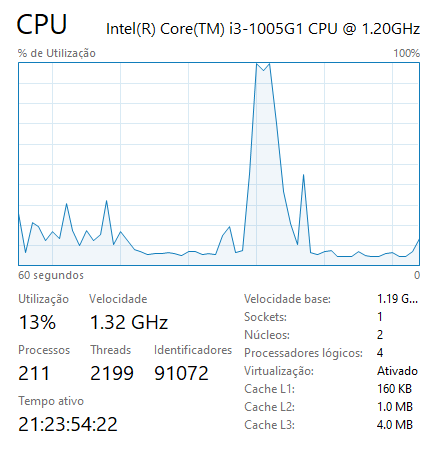 CPU Intel(R) Core(TM) i3-1005G1 CPU @ 1.20GHz
% de Utilização 100%
60 segundos 0
Utilização Velocidade
13% 1.32 GHz
Processos Threads Identificadores
211 2199 91072
Tempo ativo
21:23:54:22
Velocidade base: 1.19 G...
Sockets: 1
Núcleos: 2
Processadores lógicos: 4
Virtualização: Ativado
Cache L1: 160 KB
Cache L2: 1.0 MB
Cache L3: 4.0 MB